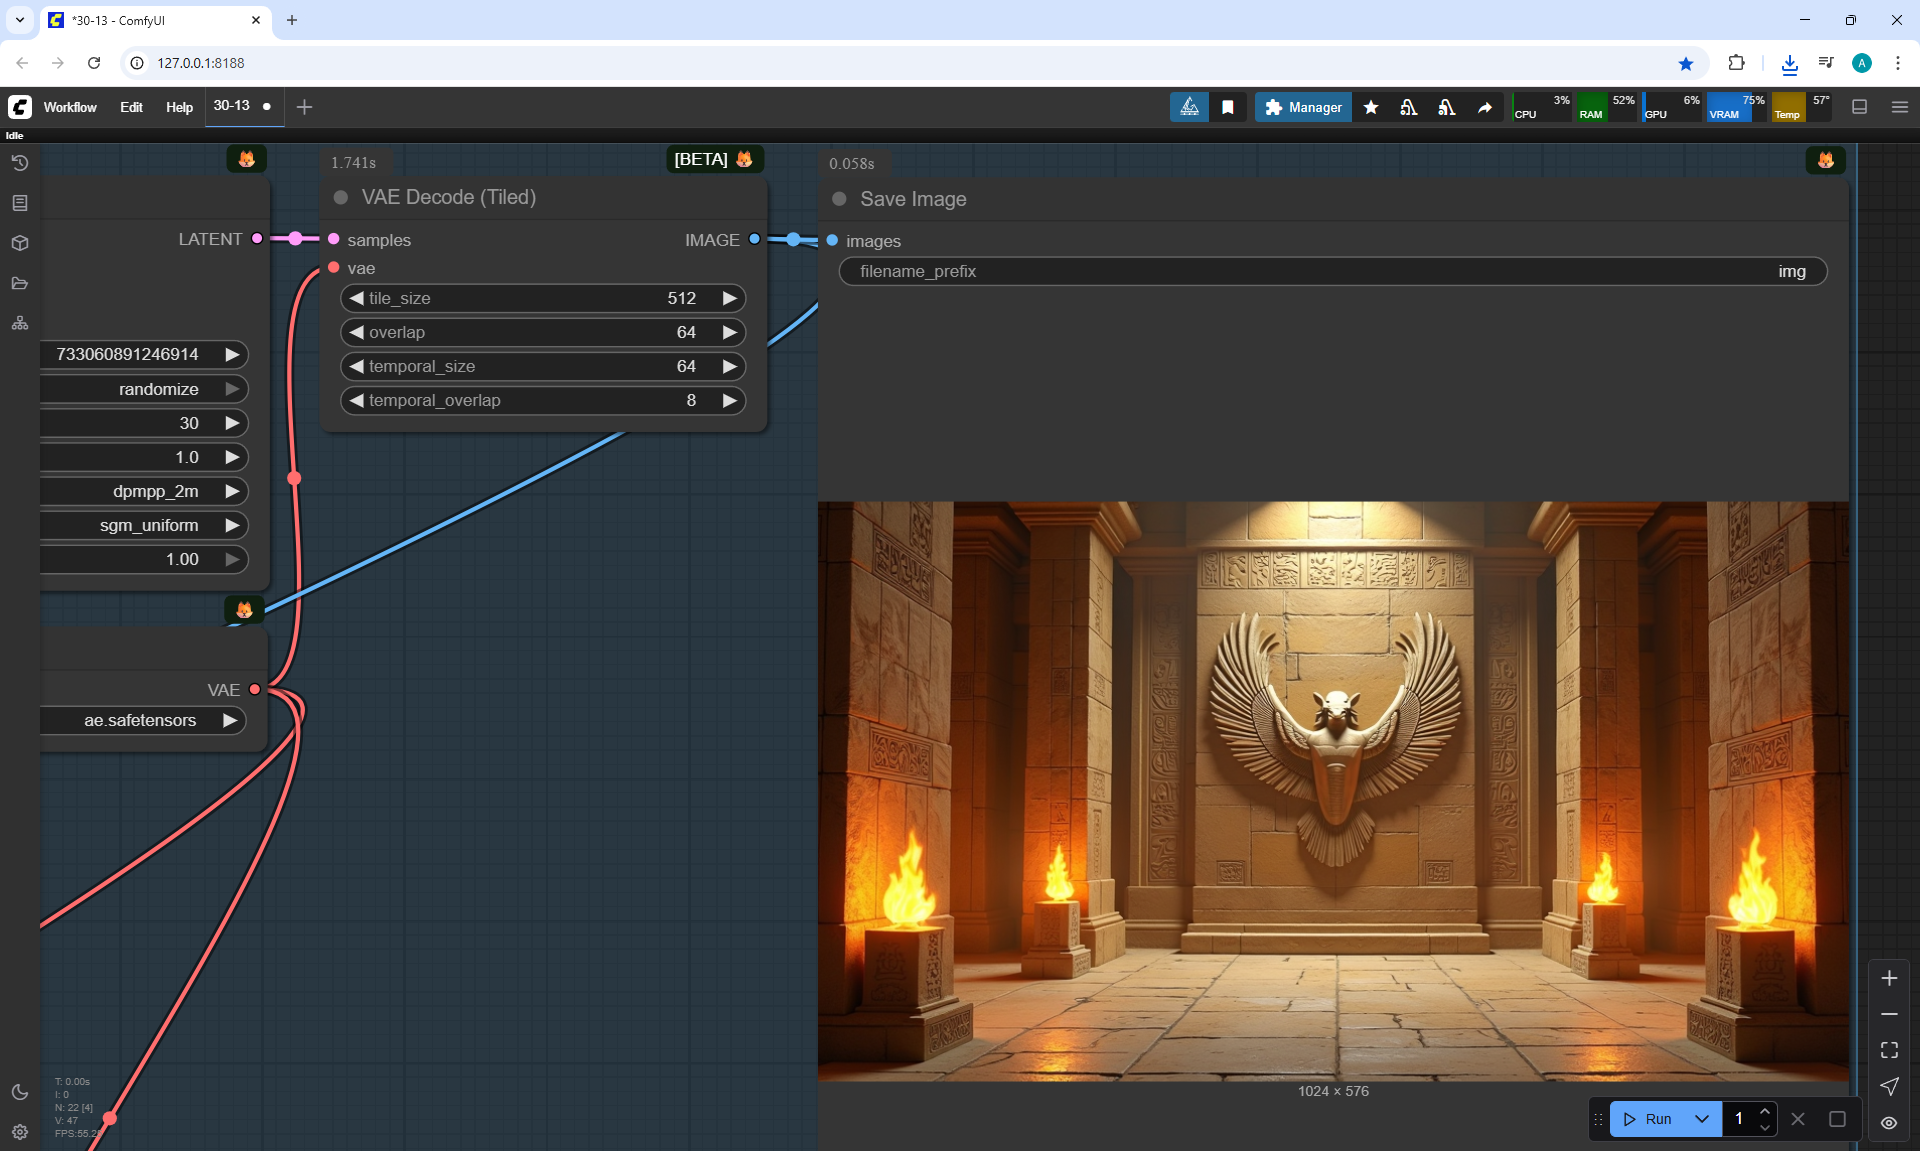 *30-13 - ComfyUI
127.0.0.1:8188
A
Workflow Edit Help 30-13
Manager
CPU 3% RAM 52% GPU 6% VRAM 75% Temp 57°
Idle
1.741s
[BETA]
0.058s
VAE Decode (Tiled)
Save Image
LATENT
samples
IMAGE
images
vae
filename_prefix img
tile_size 512
overlap 64
733060891246914
temporal_size 64
randomize
temporal_overlap 8
30
1.0
dpmpp_2m
sgm_uniform
1.00
VAE
ae.safetensors
T: 0.00s
I: 0
N: 22 [4]
V: 47
FPS:55.2
1024 × 576
Run 1